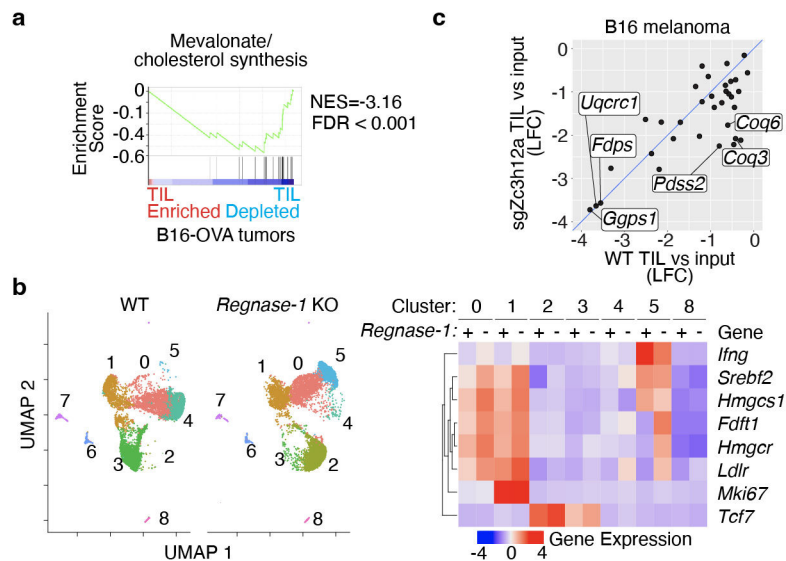 a
Mevalonate/
cholesterol synthesis
Enrichment
Score
0
-0.1
-0.4
-0.6
NES=-3.16
FDR < 0.001
TIL TIL
Enriched Depleted
B16-OVA tumors
c
B16 melanoma
sgZc3h12a TIL vs input
(LFC)
0
-1
-2
-3
-4
Uqcrc1
Fdps
Ggps1
Pdss2
Coq6
Coq3
-4 -3 -2 -1 0
WT TIL vs input
(LFC)
b
WT
Regnase-1 KO
UMAP 2
1 0 5
7
4
6
3 2
8
1 0 5
7
4
6
3 2
8
UMAP 1
Cluster: 0 1 2 3 4 5 8
Regnase-1: + - + - + - + - + - + - + - Gene
Ifng
Srebf2
Hmgcs1
Fdft1
Hmgcr
Ldlr
Mki67
Tcf7
-4 0 4 Gene Expression